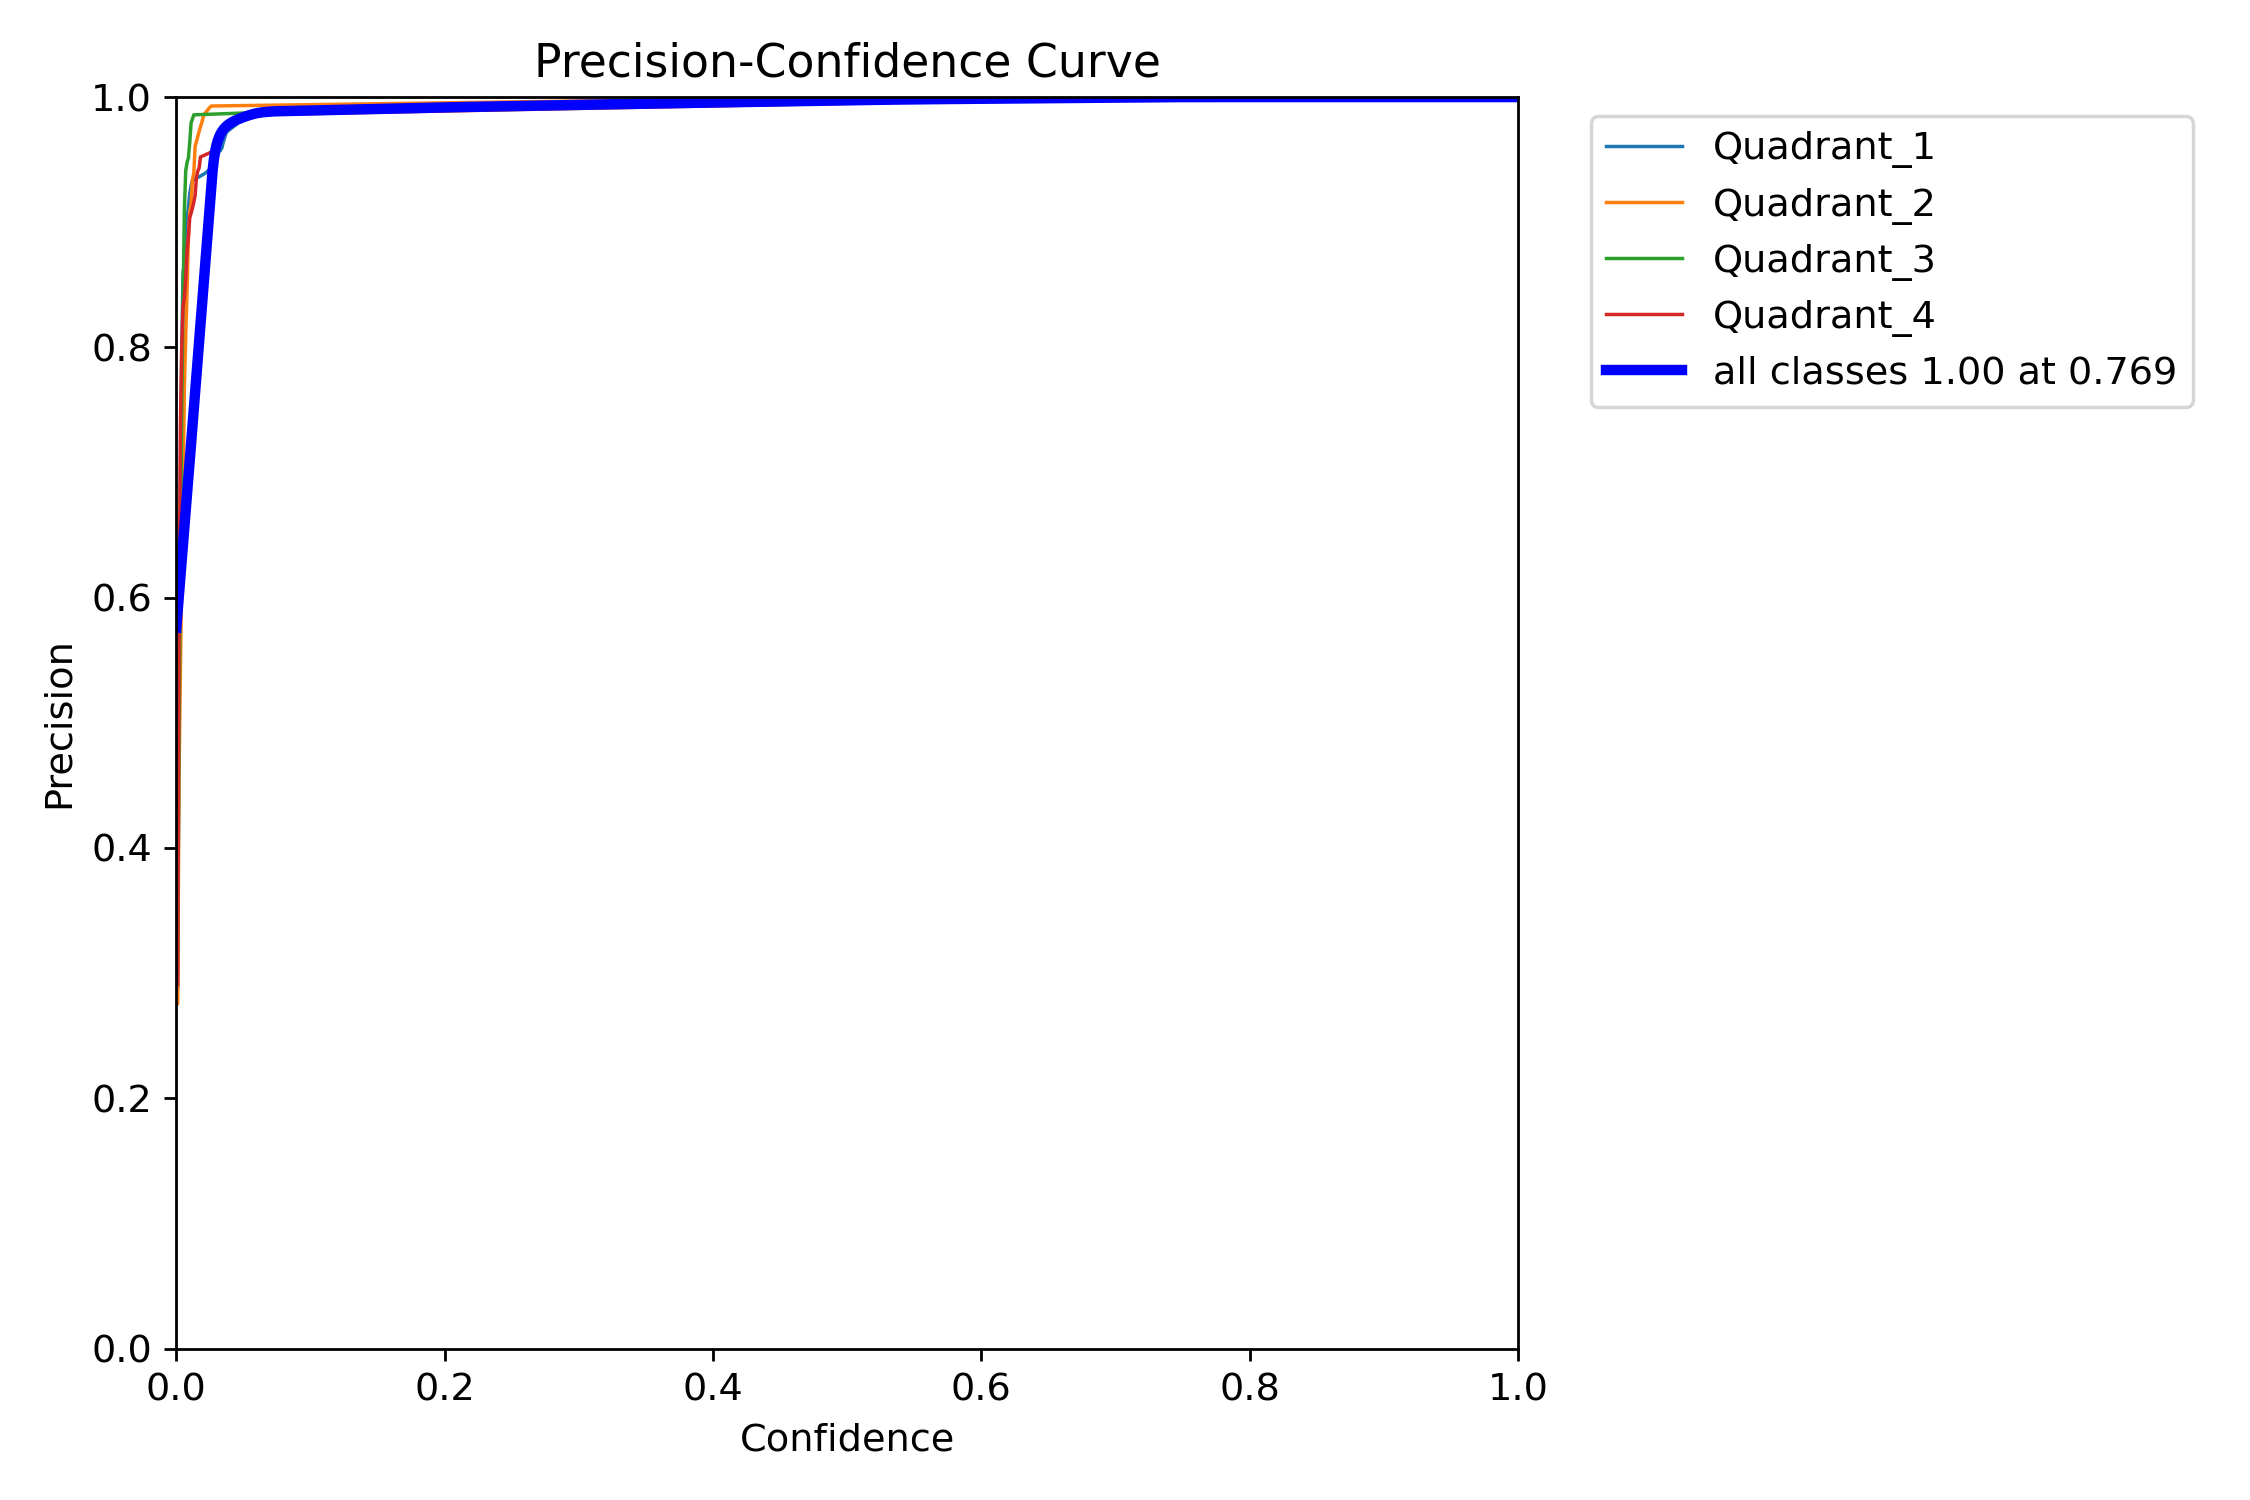 Precision-Confidence Curve
1.0
0.8
0.6
0.4
0.2
0.0
Precision
0.0 0.2 0.4 0.6 0.8 1.0
Confidence
Quadrant_1
Quadrant_2
Quadrant_3
Quadrant_4
all classes 1.00 at 0.769